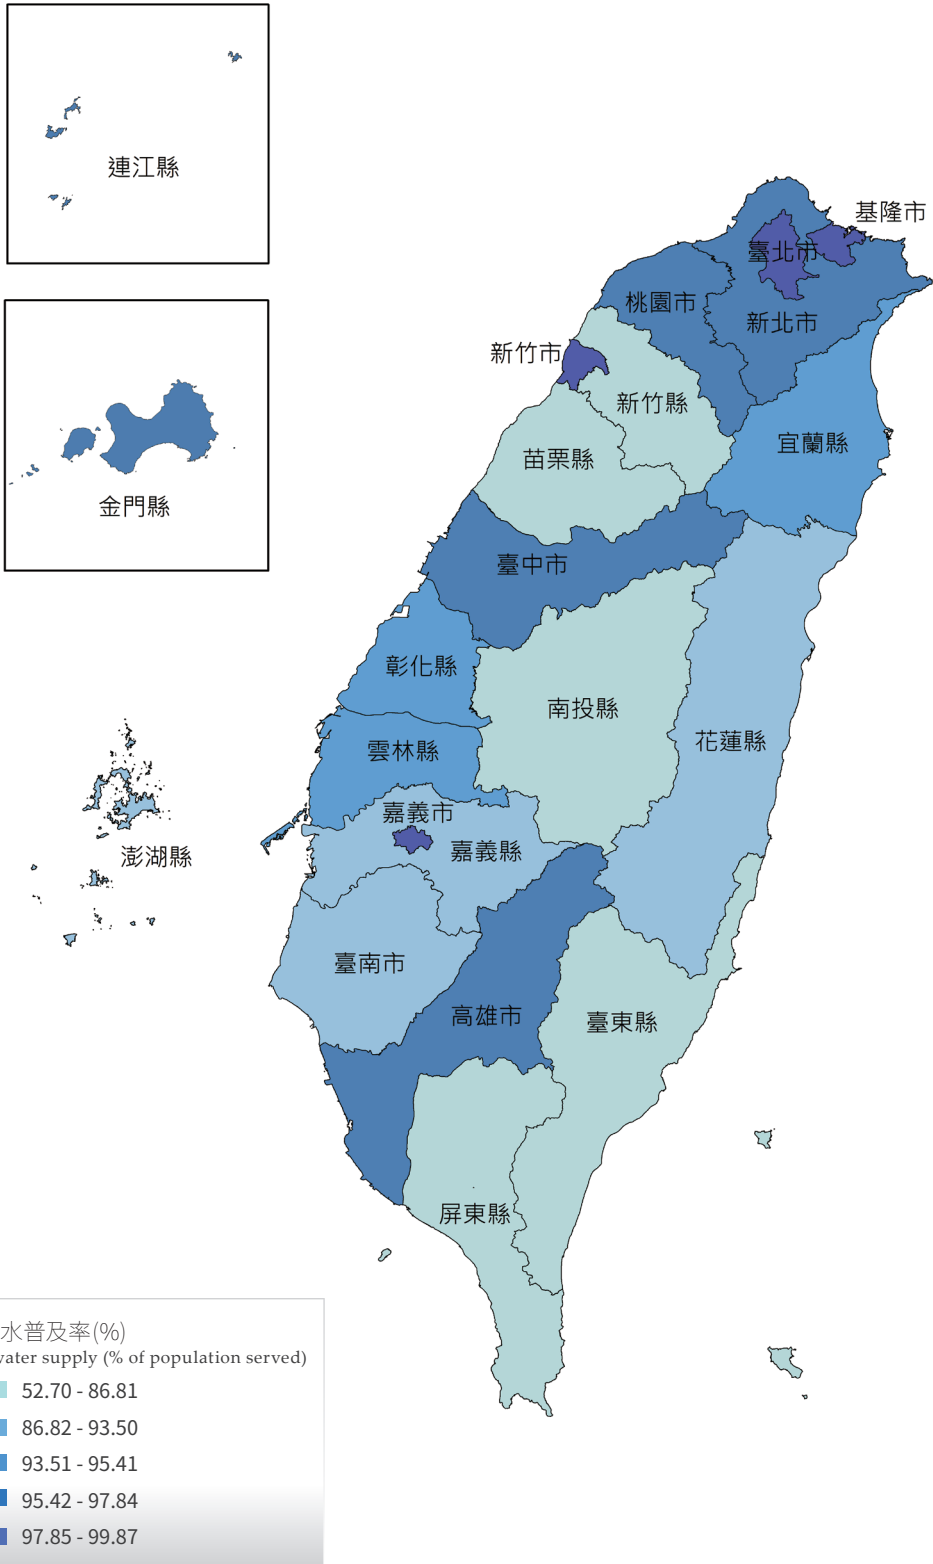 連江縣
基隆市
臺北市
桃園市
新北市
新竹市
新竹縣
宜蘭縣
苗栗縣
金門縣
臺中市
彰化縣
南投縣
花蓮縣
雲林縣
嘉義市
嘉義縣
澎湖縣
臺南市
高雄市
臺東縣
屏東縣
水普及率(%)
water supply (% of population served)
52.70 - 86.81
86.82 - 93.50
93.51 - 95.41
95.42 - 97.84
97.85 - 99.87